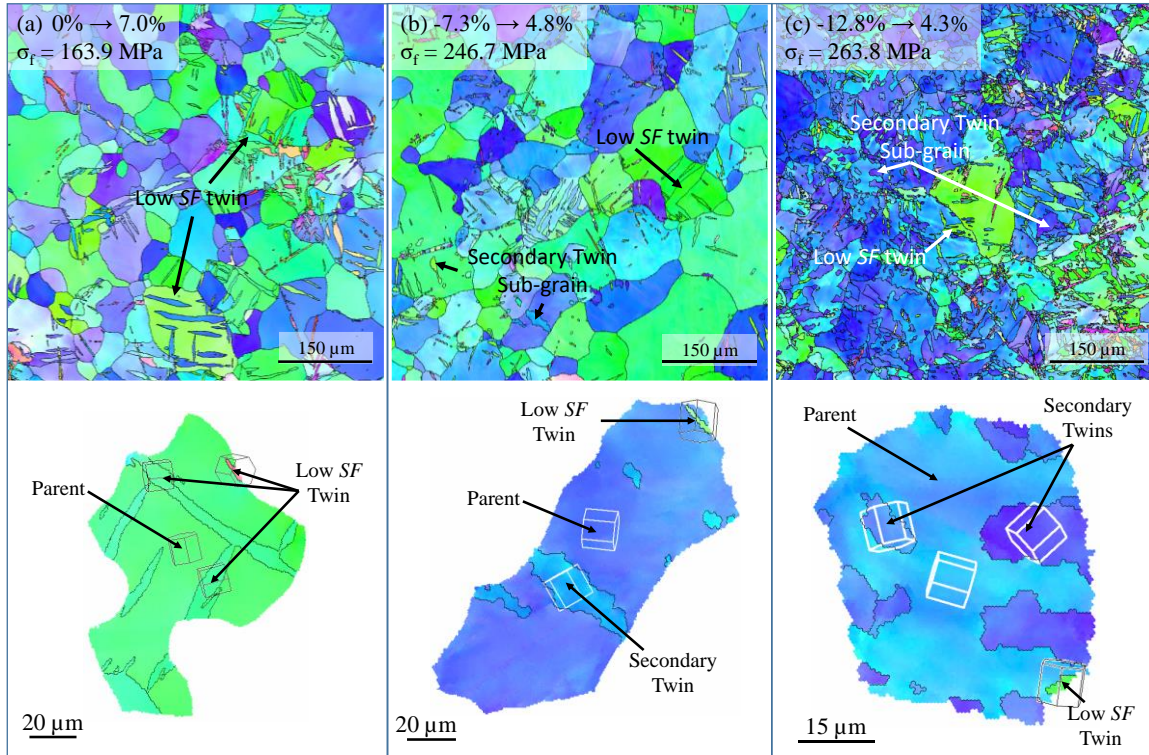 (a) 0% → 7.0%
σf = 163.9 MPa
Low SF twin
150 µm
(b) -7.3% → 4.8%
σf = 246.7 MPa
Low SF twin
Secondary Twin
Sub-grain
150 µm
(c) -12.8% → 4.3%
σf = 263.8 MPa
Secondary Twin
Sub-grain
Low SF twin
150 µm
Parent
Low SF
Twin
20 µm
Low SF
Twin
Parent
Secondary
Twin
20 µm
Parent
Secondary
Twins
15 µm
Low SF
Twin